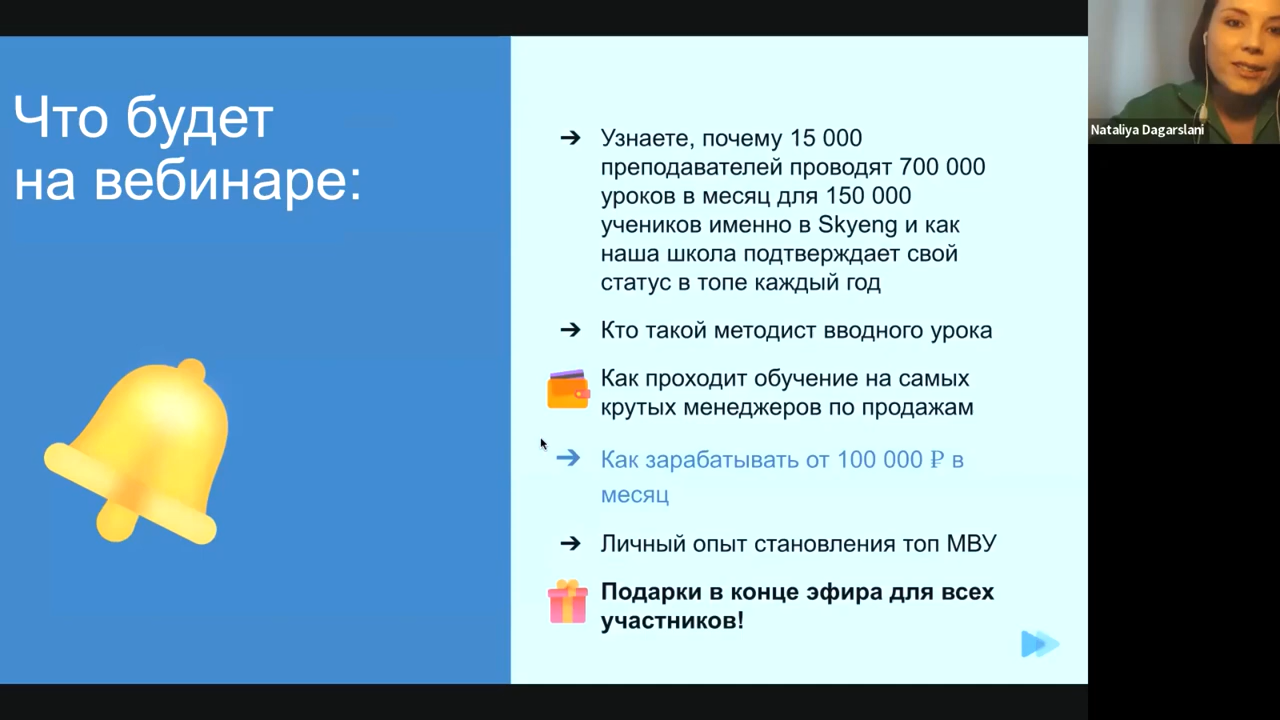 Что будет
на вебинаре:
➔ Узнаете, почему 15 000
преподавателей проводят 700 000
уроков в месяц для 150 000
учеников именно в Skyeng и как
наша школа подтверждает свой
статус в топе каждый год
➔ Кто такой методист вводного урока
Как проходит обучение на самых
крутых менеджеров по продажам
➔ Как зарабатывать от 100 000 ₽ в
месяц
➔ Личный опыт становления топ МВУ
Подарки в конце эфира для всех
участников!
Nataliya Dagarslani